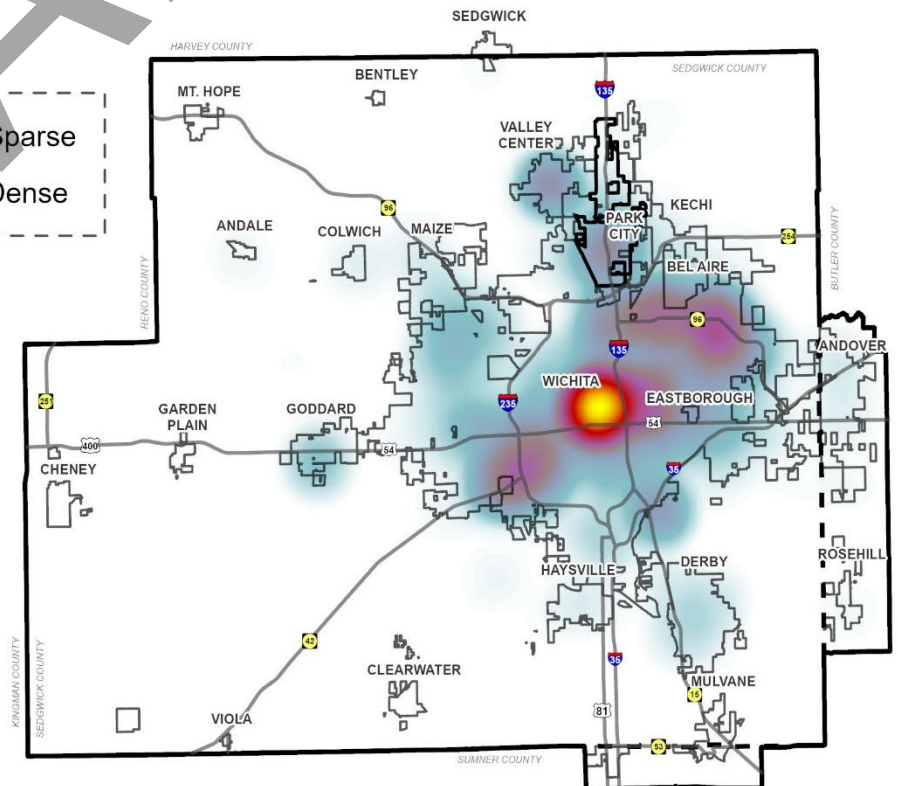 SEDGWICK
HARVEY COUNTY
SEDGWICK COUNTY
BENTLEY
MT. HOPE
135
Sparse
Dense
VALLEY
CENTER
96
KECHI
PARK
CITY
ANDALE
COLWICH
MAIZE
254
BEL AIRE
BUTLER COUNTY
RENO COUNTY
96
135
ANDOVER
WICHITA
EASTBOROUGH
251
235
GARDEN
PLAIN
GODDARD
54
400
54
CHENEY
35
HAYSVILLE
DERBY
ROSEHILL
42
KINGMAN COUNTY
SEDGWICK COUNTY
CLEARWATER
35
MULVANE
15
81
VIOLA
53
SUMNER COUNTY